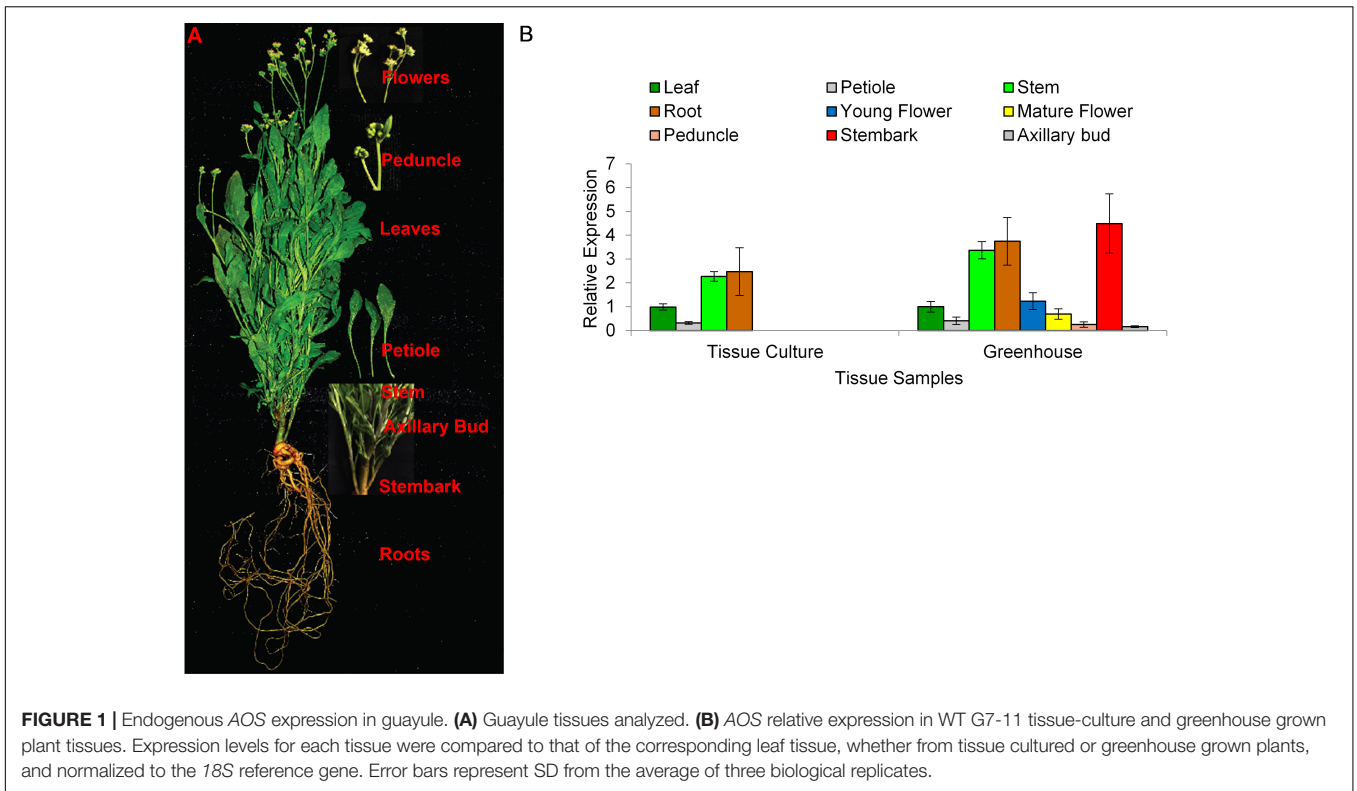 A
Flowers
Peduncle
Leaves
Petiole
Stem
Axillary Bud
Stembark
Roots
B
Leaf Petiole Stem
Root Young Flower Mature Flower
Peduncle Stembark Axillary bud
7
6
5
4
3
2
1
0
Relative Expression
Tissue Culture Greenhouse
Tissue Samples
FIGURE 1 | Endogenous AOS expression in guayule. (A) Guayule tissues analyzed. (B) AOS relative expression in WT G7-11 tissue-culture and greenhouse grown
plant tissues. Expression levels for each tissue were compared to that of the corresponding leaf tissue, whether from tissue cultured or greenhouse grown plants,
and normalized to the 18S reference gene. Error bars represent SD from the average of three biological replicates.